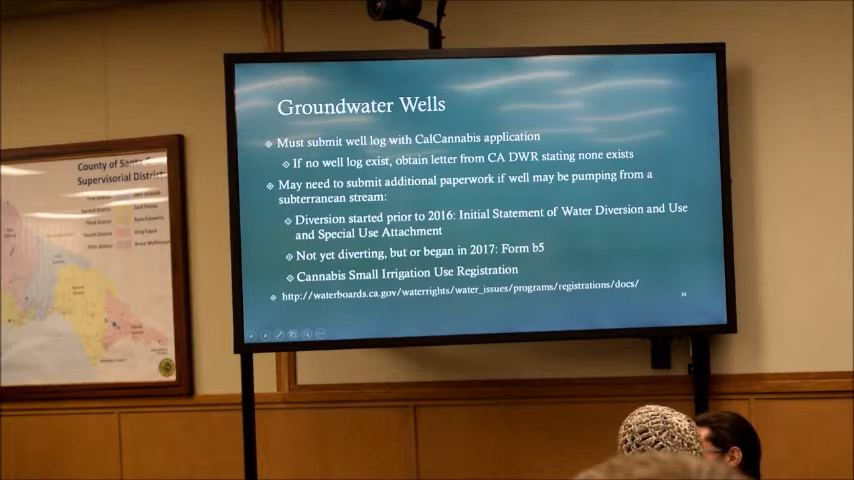 Groundwater Wells
Must submit well log with CalCannabis application
If no well log exist, obtain letter from CA DWR stating none exists
May need to submit additional paperwork if well may be pumping from a
subterranean stream:
Diversion started prior to 2016: Initial Statement of Water Diversion and Use
and Special Use Attachment
Not yet diverting, but or began in 2017: Form b5
Cannabis Small Irrigation Use Registration
http://waterboards.ca.gov/waterrights/water_issues/programs/registrations/docs/
34
County of Santa
Supervisorial District